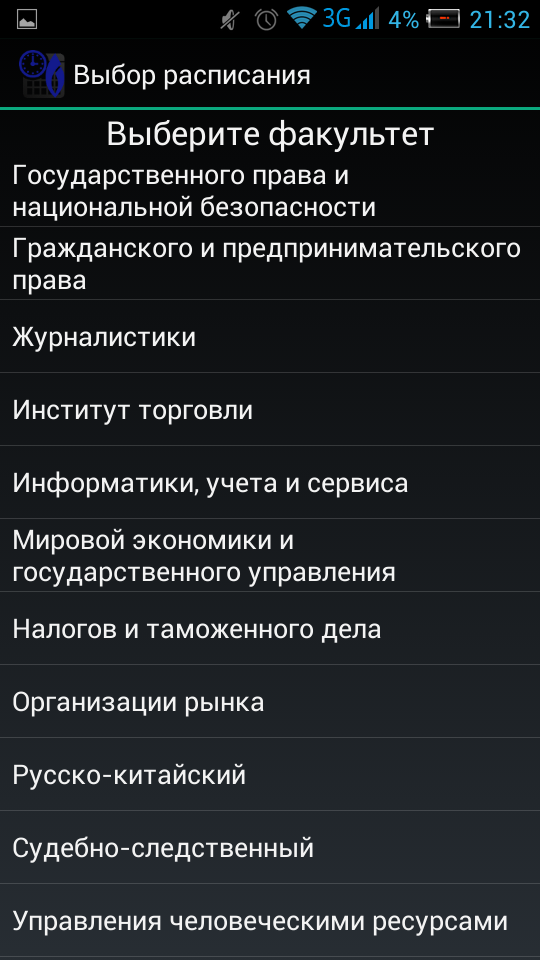 3G 4% 21:32
Выбор расписания
Выберите факультет
Государственного права и
национальной безопасности
Гражданского и предпринимательского
права
Журналистики
Институт торговли
Информатики, учета и сервиса
Мировой экономики и
государственного управления
Налогов и таможенного дела
Организации рынка
Русско-китайский
Судебно-следственный
Управления человеческими ресурсами